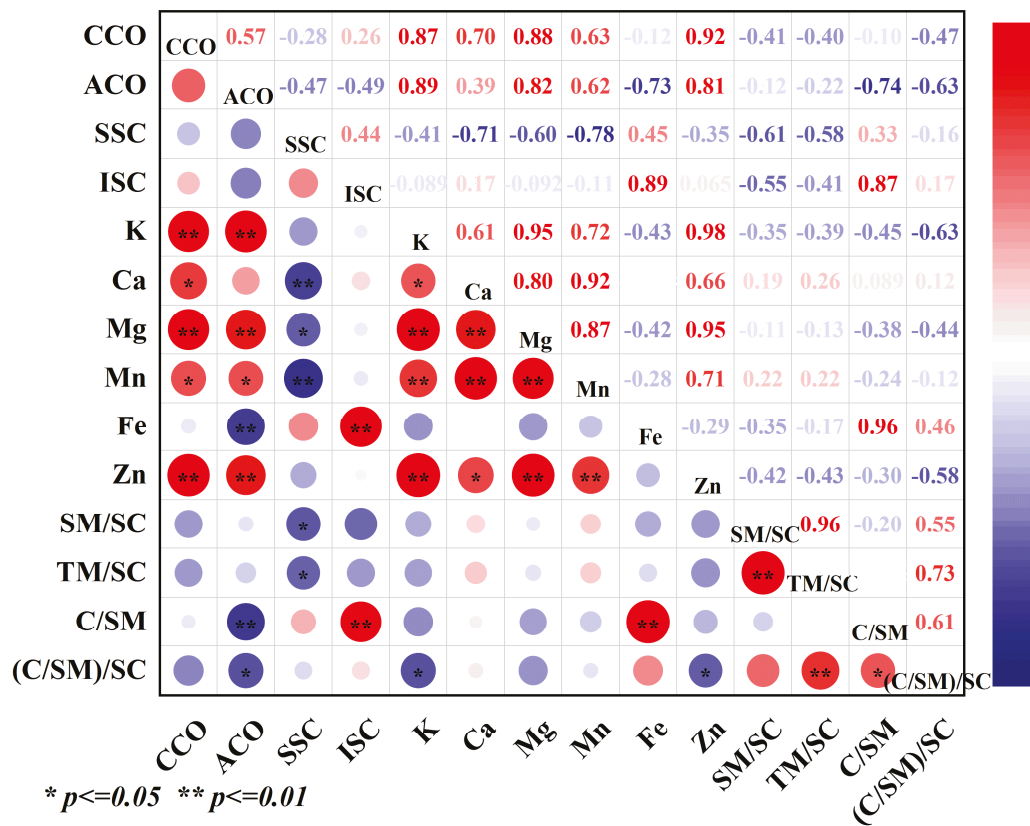 CCO CCO 0.57 -0.28 0.26 0.87 0.70 0.88 0.63 -0.12 0.92 -0.41 -0.40 -0.10 -0.47
ACO ACO -0.47 -0.49 0.89 0.39 0.82 0.62 -0.73 0.81 -0.12 -0.22 -0.74 -0.63
SSC SSC 0.44 -0.41 -0.71 -0.60 -0.78 0.45 -0.35 -0.61 -0.58 0.33 -0.16
ISC ISC -0.089 0.17 -0.092 -0.11 0.89 0.065 -0.55 -0.41 0.87 0.17
K ** ** K 0.61 0.95 0.72 -0.43 0.98 -0.35 -0.39 -0.45 -0.63
Ca * ** * Ca 0.80 0.92 0.66 0.19 0.26 0.089 0.12
Mg ** ** * ** ** Mg 0.87 -0.42 0.95 -0.11 -0.13 -0.38 -0.44
Mn * * ** ** ** ** Mn -0.28 0.71 0.22 0.22 -0.24 -0.12
Fe ** ** Fe -0.29 -0.35 -0.17 0.96 0.46
Zn ** ** ** * ** ** Zn -0.42 -0.43 -0.30 -0.58
SM/SC * SM/SC 0.96 -0.20 0.55
TM/SC * ** TM/SC 0.73
C/SM ** ** ** C/SM 0.61
(C/SM)/SC * * * ** * (C/SM)/SC
CCO ACO SSC ISC K Ca Mg Mn Fe Zn SM/SC TM/SC C/SM (C/SM)/SC
* p<=0.05 ** p<=0.01